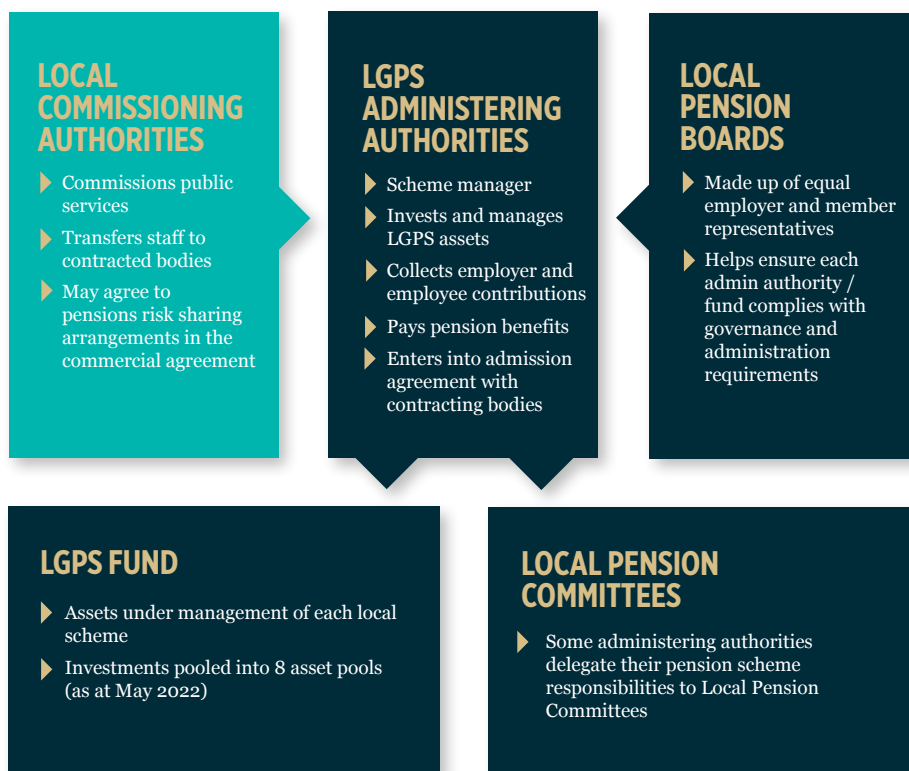 LOCAL
COMMISSIONING
AUTHORITIES
Commissions public
services
Transfers staff to
contracted bodies
May agree to
pensions risk sharing
arrangements in the
commercial agreement
LGPS
ADMINISTERING
AUTHORITIES
Scheme manager
Invests and manages
LGPS assets
Collects employer and
employee contributions
Pays pension benefits
Enters into admission
agreement with
contracting bodies
LOCAL
PENSION
BOARDS
Made up of equal
employer and member
representatives
Helps ensure each
admin authority /
fund complies with
governance and
administration
requirements
LGPS FUND
Assets under management of each local
scheme
Investments pooled into 8 asset pools
(as at May 2022)
LOCAL PENSION
COMMITTEES
Some administering authorities
delegate their pension scheme
responsibilities to Local Pension
Committees